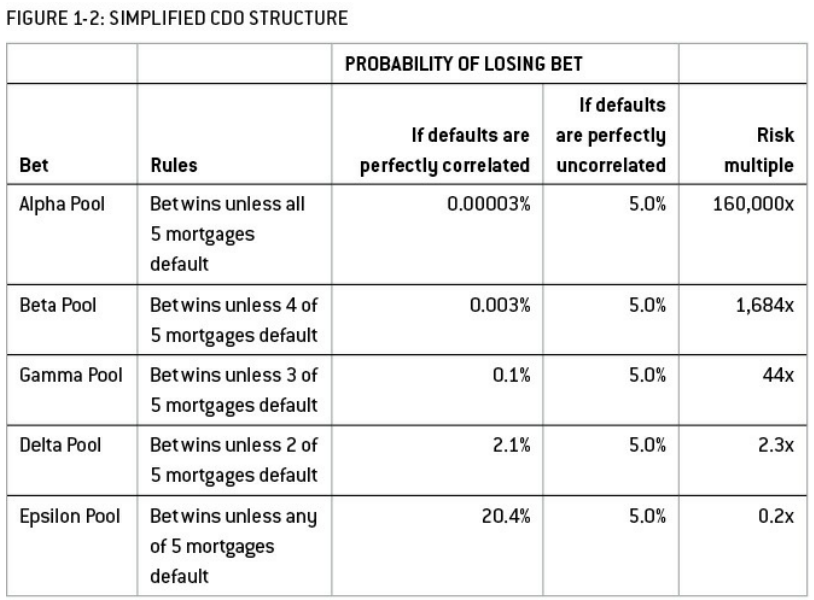 FIGURE 1-2: SIMPLIFIED CDO STRUCTURE
PROBABILITY OF LOSING BET
Bet Rules If defaults are perfectly correlated If defaults are perfectly uncorrelated Risk multiple
Alpha Pool Bet wins unless all 5 mortgages default 0.00003% 5.0% 160,000x
Beta Pool Bet wins unless 4 of 5 mortgages default 0.003% 5.0% 1,684x
Gamma Pool Bet wins unless 3 of 5 mortgages default 0.1% 5.0% 44x
Delta Pool Bet wins unless 2 of 5 mortgages default 2.1% 5.0% 2.3x
Epsilon Pool Bet wins unless any of 5 mortgages default 20.4% 5.0% 0.2x